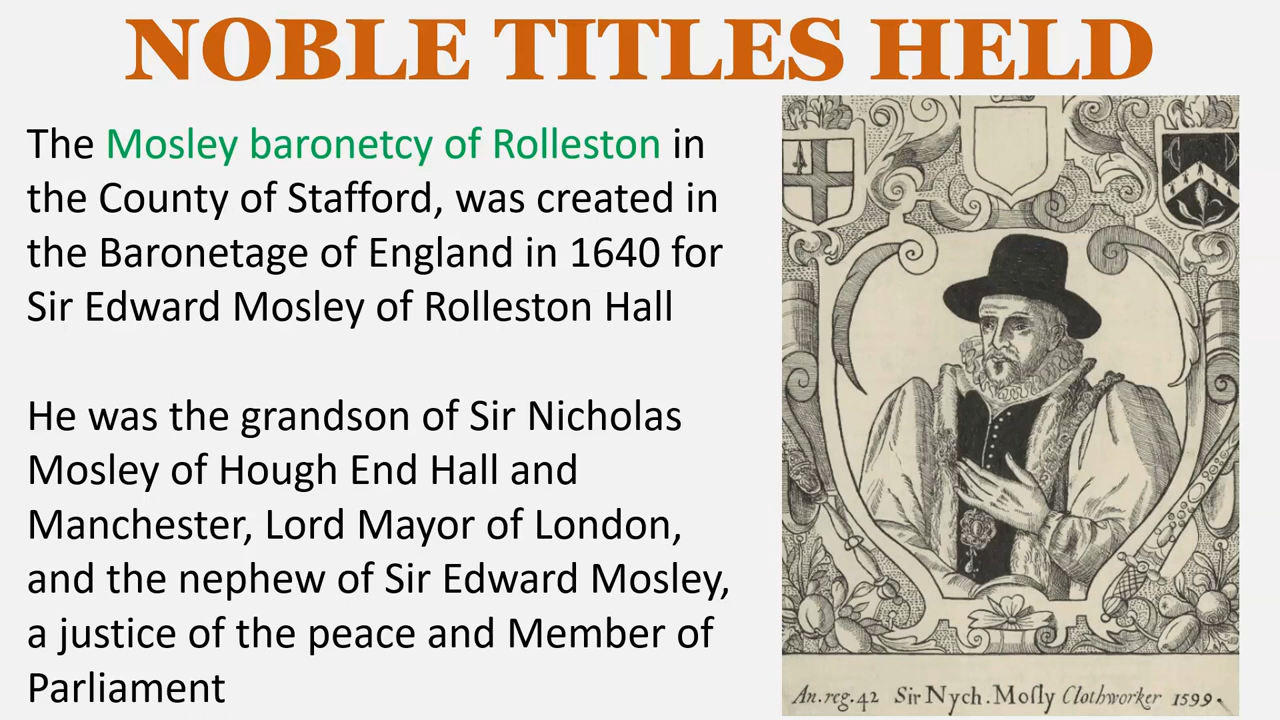 NOBLE TITLES HELD
The Mosley baronetcy of Rolleston in
the County of Stafford, was created in
the Baronetage of England in 1640 for
Sir Edward Mosley of Rolleston Hall
He was the grandson of Sir Nicholas
Mosley of Hough End Hall and
Manchester, Lord Mayor of London,
and the nephew of Sir Edward Mosley,
a justice of the peace and Member of
Parliament
An.reg.42 Sir Nych.Moſly Clothworker 1599.